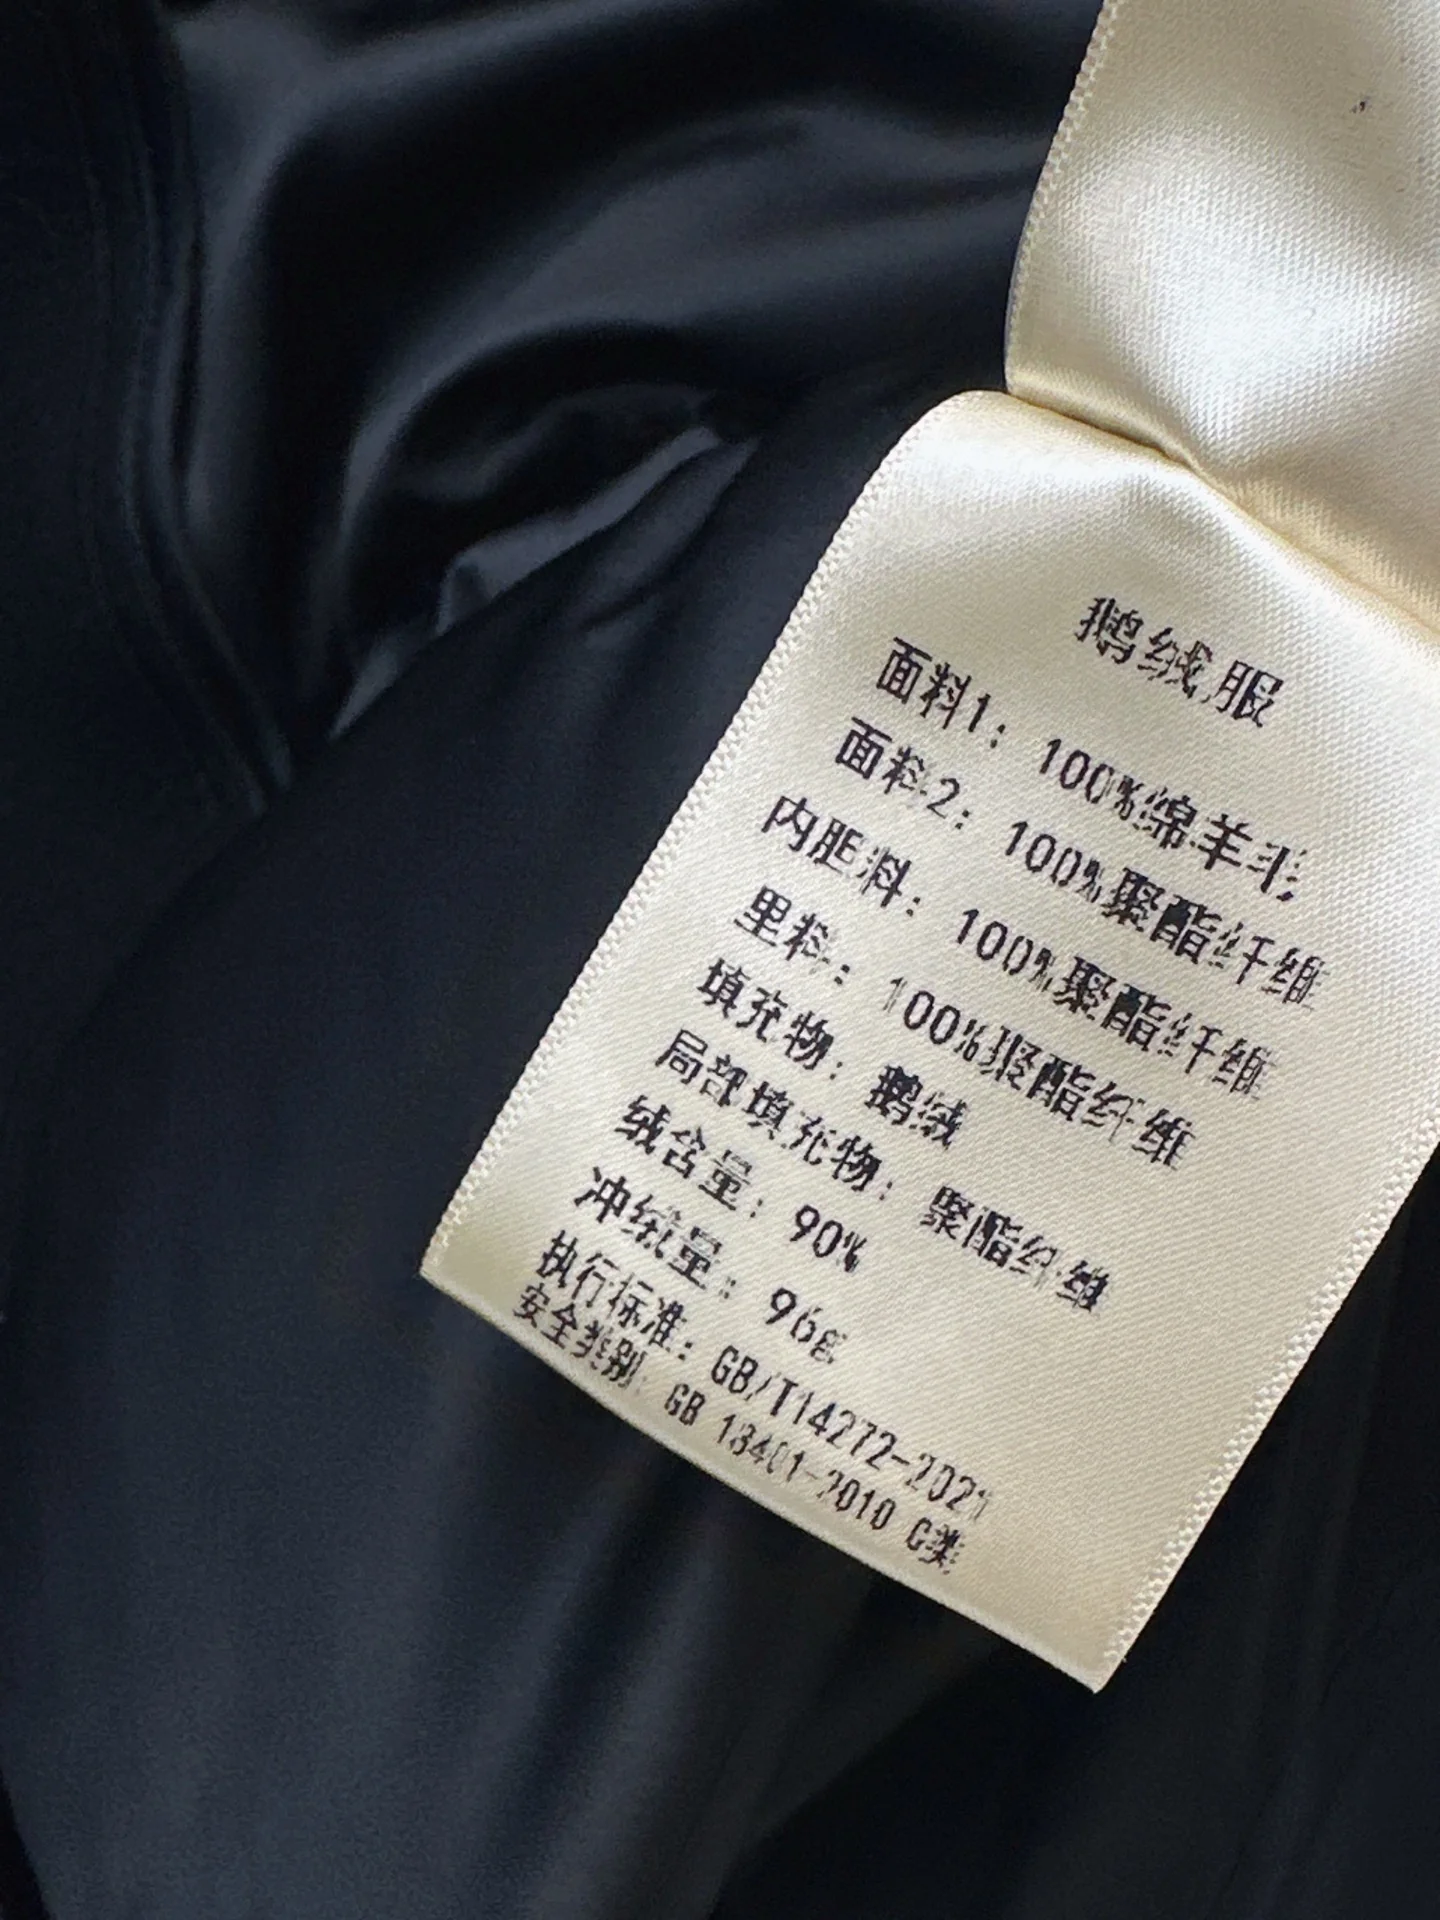 鹅绒服
面料1：100%绵羊毛
面料2：100%聚酯纤维
内胆料：100%聚酯纤维
里料：100%聚酯纤维
填充物：鹅绒
局部填充物：聚酯纤维
绒含量：90%
冲绒量：96g
执行标准：GB/T14272-2021
安全类别：GB 18401-2010 C类